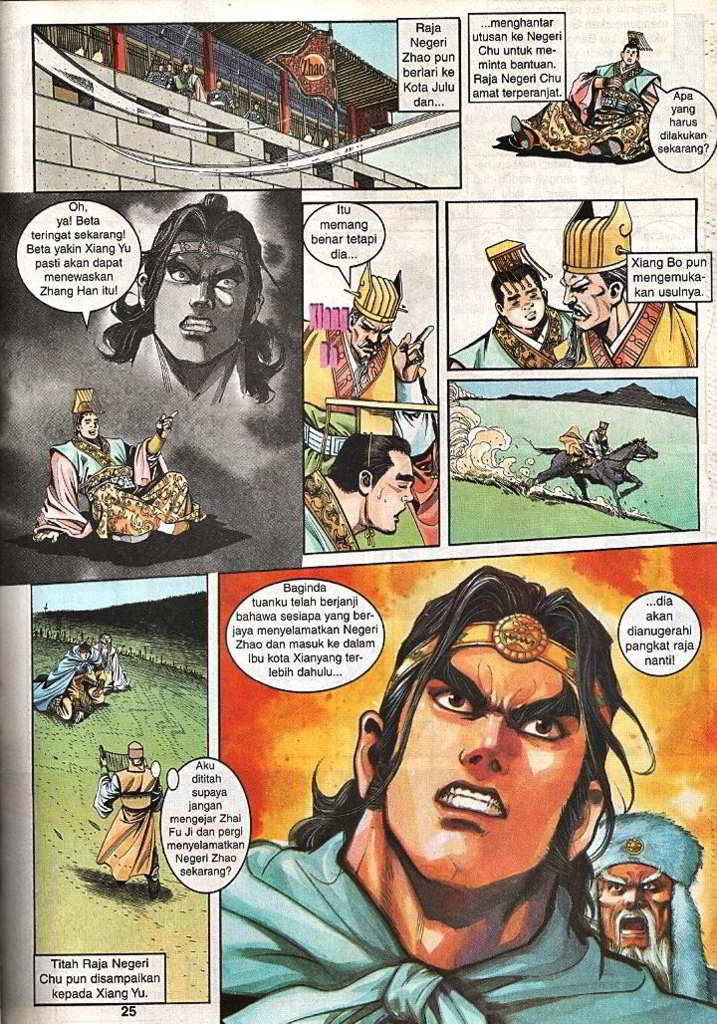 Raja
Negeri
Zhao pun
berlari ke
Kota Julu
dan...
Zhao
...menghantar
utusan ke Negeri
Chu untuk me-
minta bantuan.
Raja Negeri Chu
amat terperanjat.
Apa
yang
harus
dilakukan
sekarang?
Oh,
ya! Beta
teringat sekarang!
Beta yakin Xiang Yu
pasti akan dapat
menewaskan
Zhang Han itu!
Itu
memang
benar tetapi
dia...
Xiang
Bo
Xiang Bo pun
mengemuka-
kan usulnya.
Baginda
tuanku telah berjanji
bahawa sesiapa yang ber-
jaya menyelamatkan Negeri
Zhao dan masuk ke dalam
Ibu kota Xianyang ter-
lebih dahulu...
...dia
akan
dianugerahi
pangkat raja
nanti!
Aku
dititah
supaya
jangan
mengejar Zhai
Fu Ji dan pergi
menyelamatkan
Negeri Zhao
sekarang?
Titah Raja Negeri
Chu pun disampaikan
kepada Xiang Yu.
25